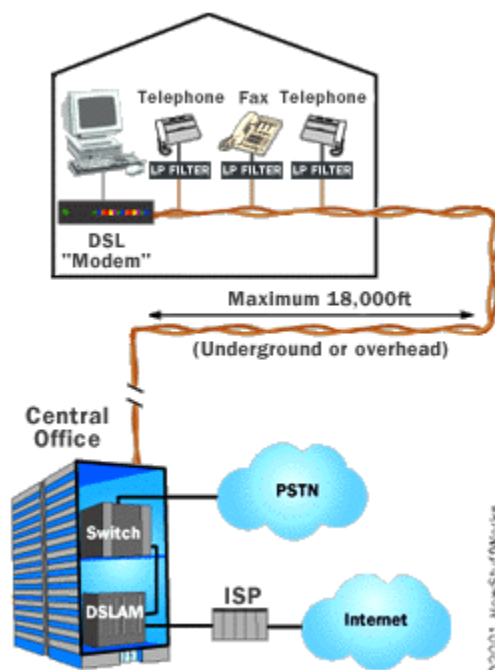 Telephone Fax Telephone
LP FILTER LP FILTER LP FILTER
DSL
"Modem"
Maximum 18,000ft
(Underground or overhead)
Central
Office
PSTN
Switch
DSLAM
ISP
Internet
©2001